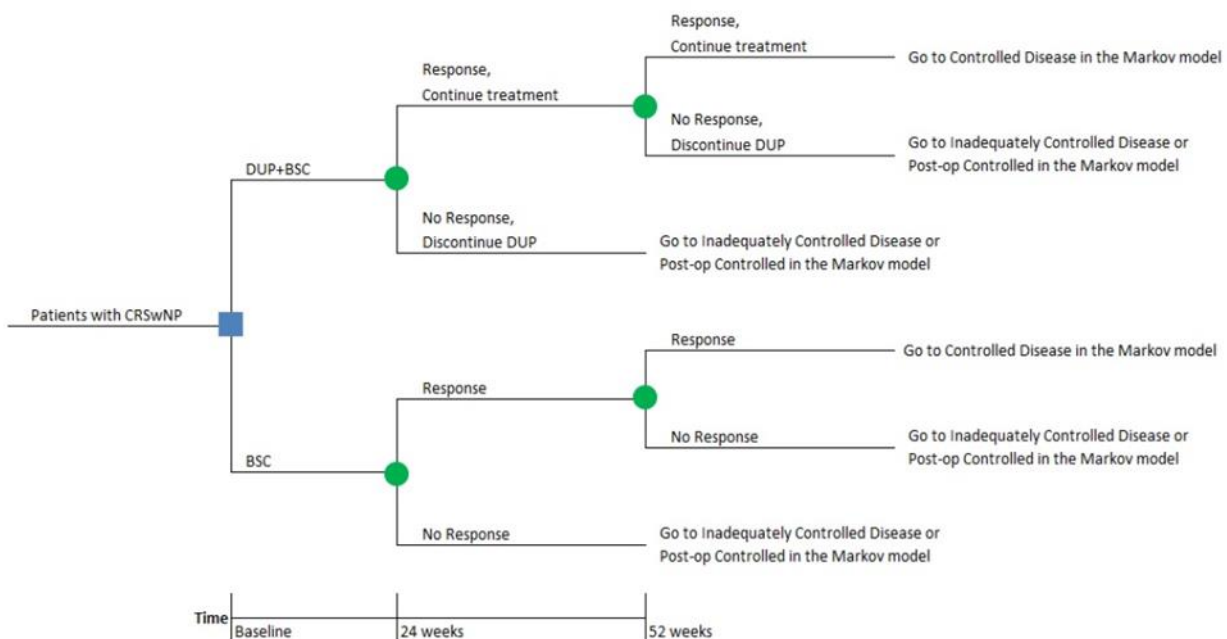 Response,
Continue treatment
Go to Controlled Disease in the Markov model
Response,
Continue treatment
No Response,
Discontinue DUP
Go to Inadequately Controlled Disease or
Post-op Controlled in the Markov model
DUP+BSC
No Response,
Discontinue DUP
Go to Inadequately Controlled Disease or
Post-op Controlled in the Markov model
Patients with CRSwNP
Response
Go to Controlled Disease in the Markov model
Response
No Response
Go to Inadequately Controlled Disease or
Post-op Controlled in the Markov model
BSC
No Response
Go to Inadequately Controlled Disease or
Post-op Controlled in the Markov model
Time
Baseline
24 weeks
52 weeks